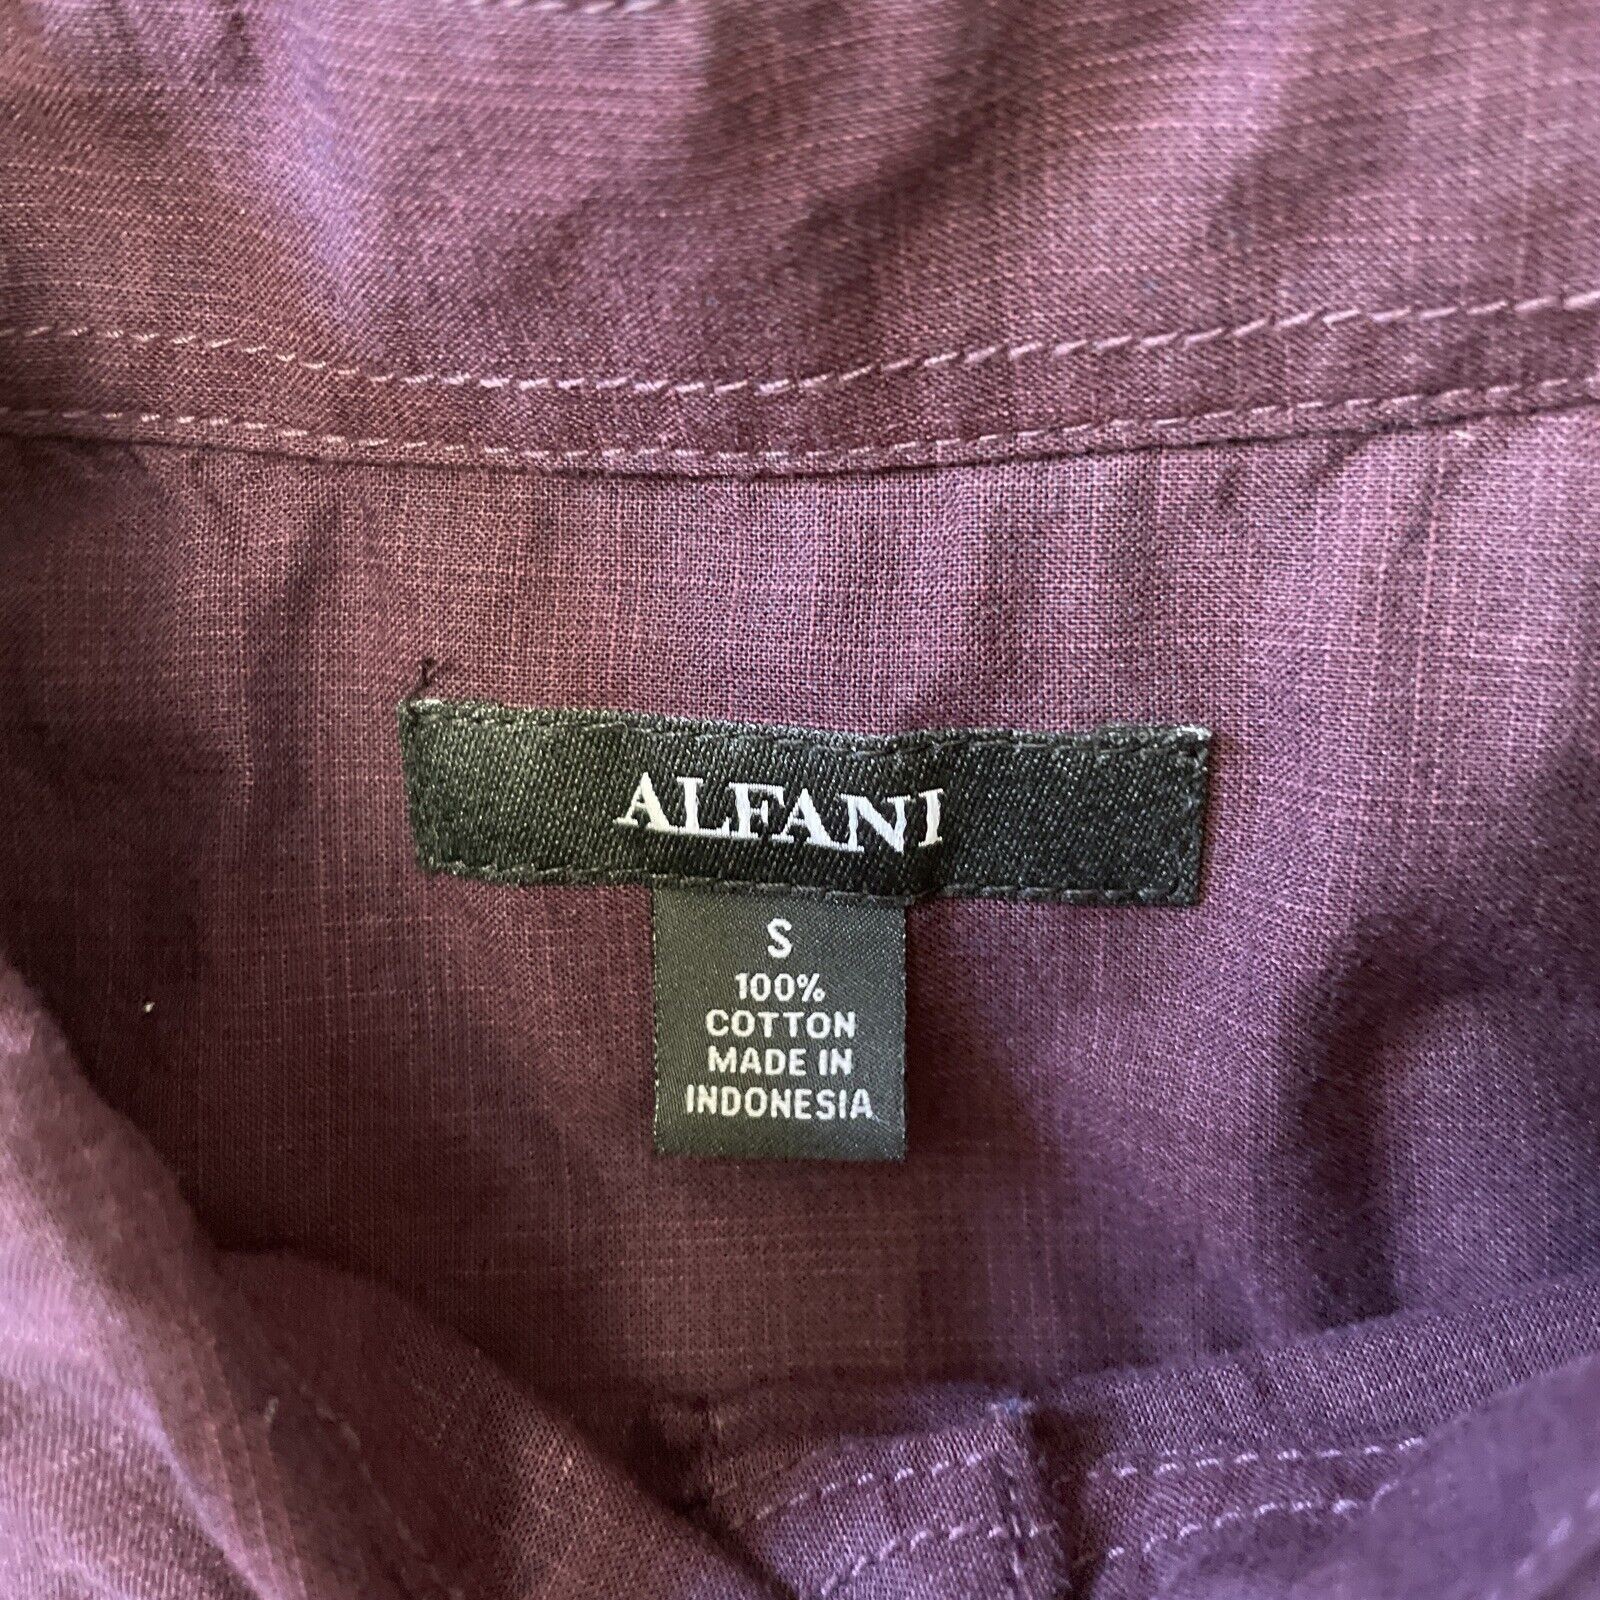 ALFANI
S
100%
COTTON
MADE IN
INDONESIA